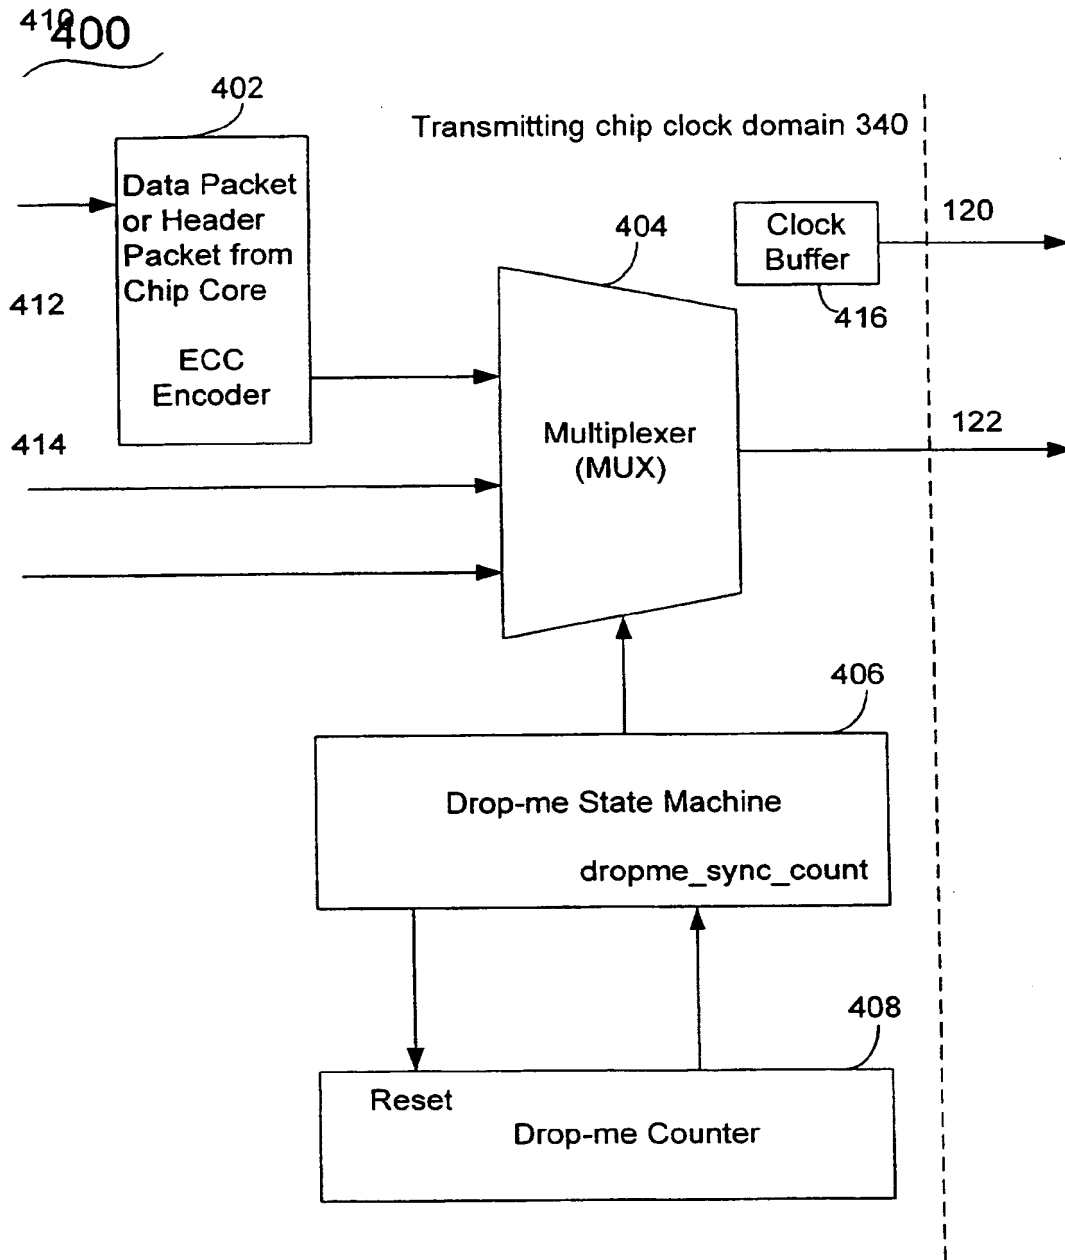 410
400
402
Transmitting chip clock domain 340
Data Packet
or Header
Packet from
Chip Core
ECC
Encoder
404
Clock
Buffer
120
416
412
Multiplexer
(MUX)
122
414
406
Drop-me State Machine
dropme_sync_count
408
Reset
Drop-me Counter